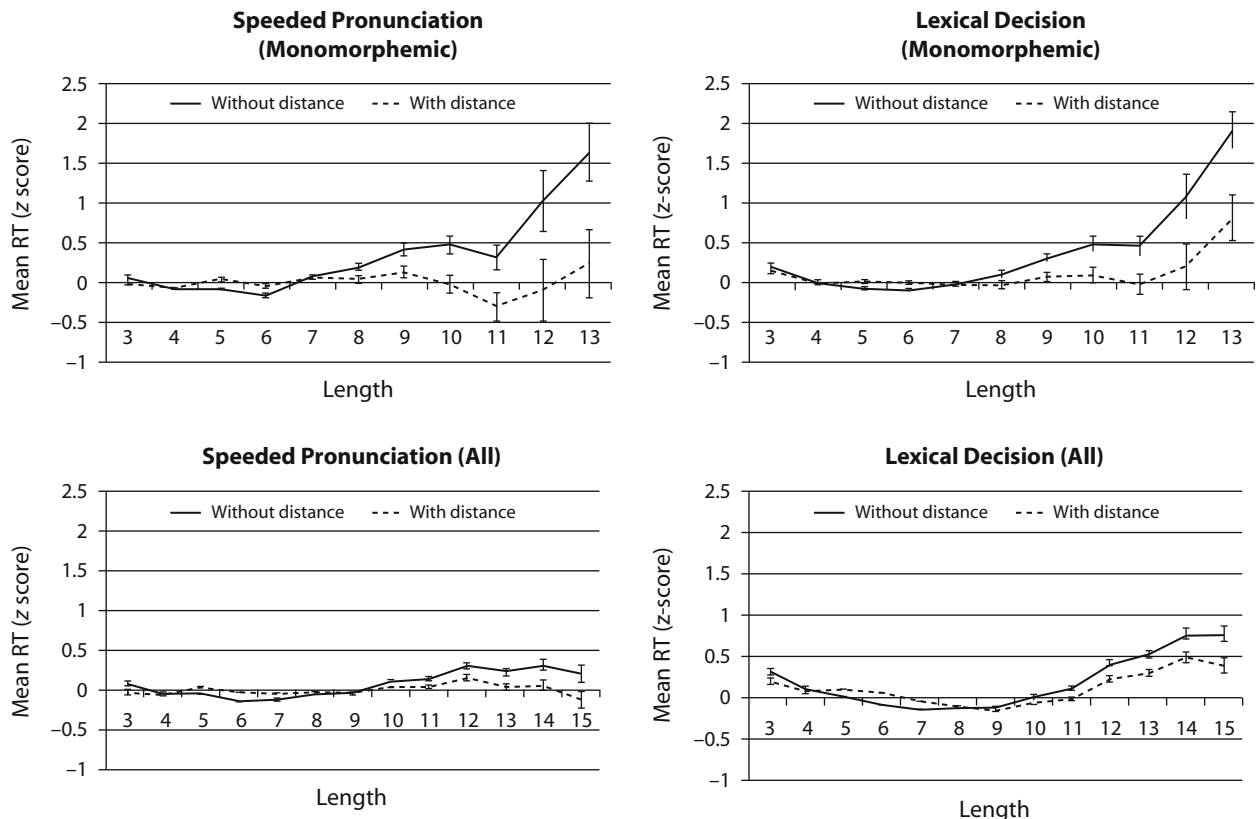 Speeded Pronunciation
(Monomorphemic)
2.5
2
1.5
1
0.5
0
–0.5
–1
Mean RT (z score)
Without distance
With distance
3 4 5 6 7 8 9 10 11 12 13
Length
Lexical Decision
(Monomorphemic)
2.5
2
1.5
1
0.5
0
–0.5
–1
Mean RT (z-score)
Without distance
With distance
3 4 5 6 7 8 9 10 11 12 13
Length
Speeded Pronunciation (All)
2.5
2
1.5
1
0.5
0
–0.5
–1
Mean RT (z score)
Without distance
With distance
3 4 5 6 7 8 9 10 11 12 13 14 15
Length
Lexical Decision (All)
2.5
2
1.5
1
0.5
0
–0.5
–1
Mean RT (z-score)
Without distance
With distance
3 4 5 6 7 8 9 10 11 12 13 14 15
Length